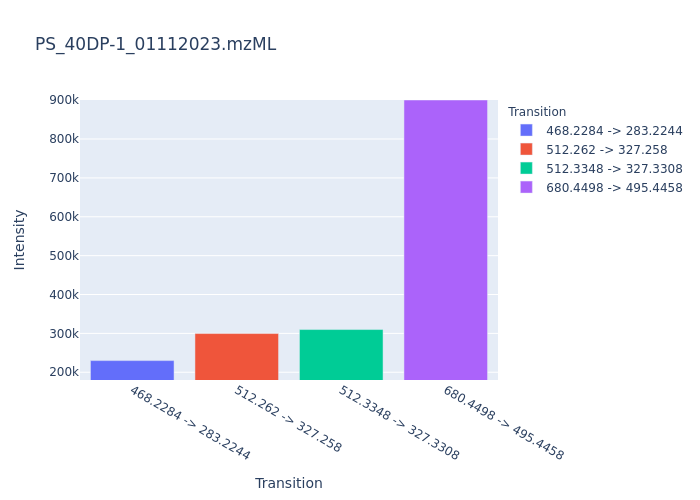 PS_40DP-1_01112023.mzML
900k
800k
700k
600k
500k
400k
300k
200k
Intensity
468.2284 -> 283.2244
512.262 -> 327.258
512.3348 -> 327.3308
680.4498 -> 495.4458
Transition
Transition
468.2284 -> 283.2244
512.262 -> 327.258
512.3348 -> 327.3308
680.4498 -> 495.4458